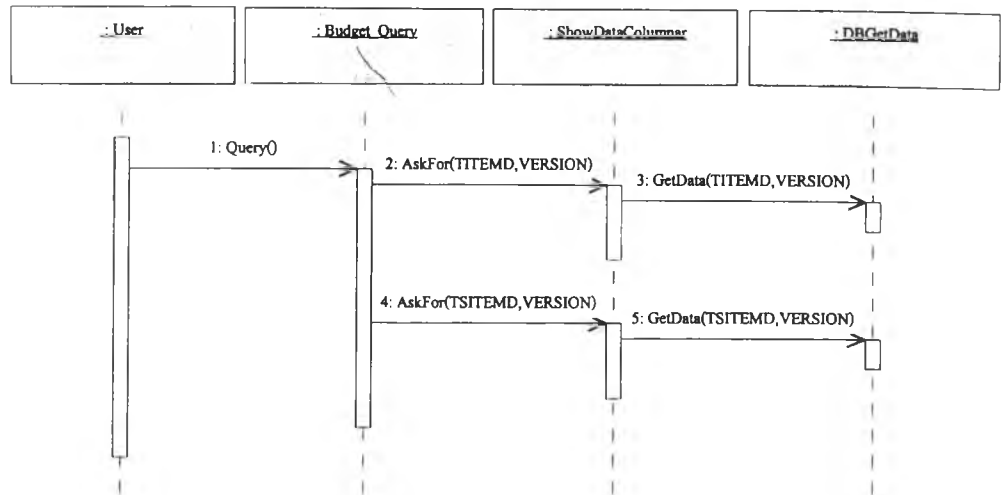 : User
: Budget_Query
: ShowDataColumnar
: DBGetData
1: Query()
2: AskFor(TITEMD,VERSION)
3: GetData(TITEMD,VERSION)
4: AskFor(TSITEMD,VERSION)
5: GetData(TSITEMD,VERSION)